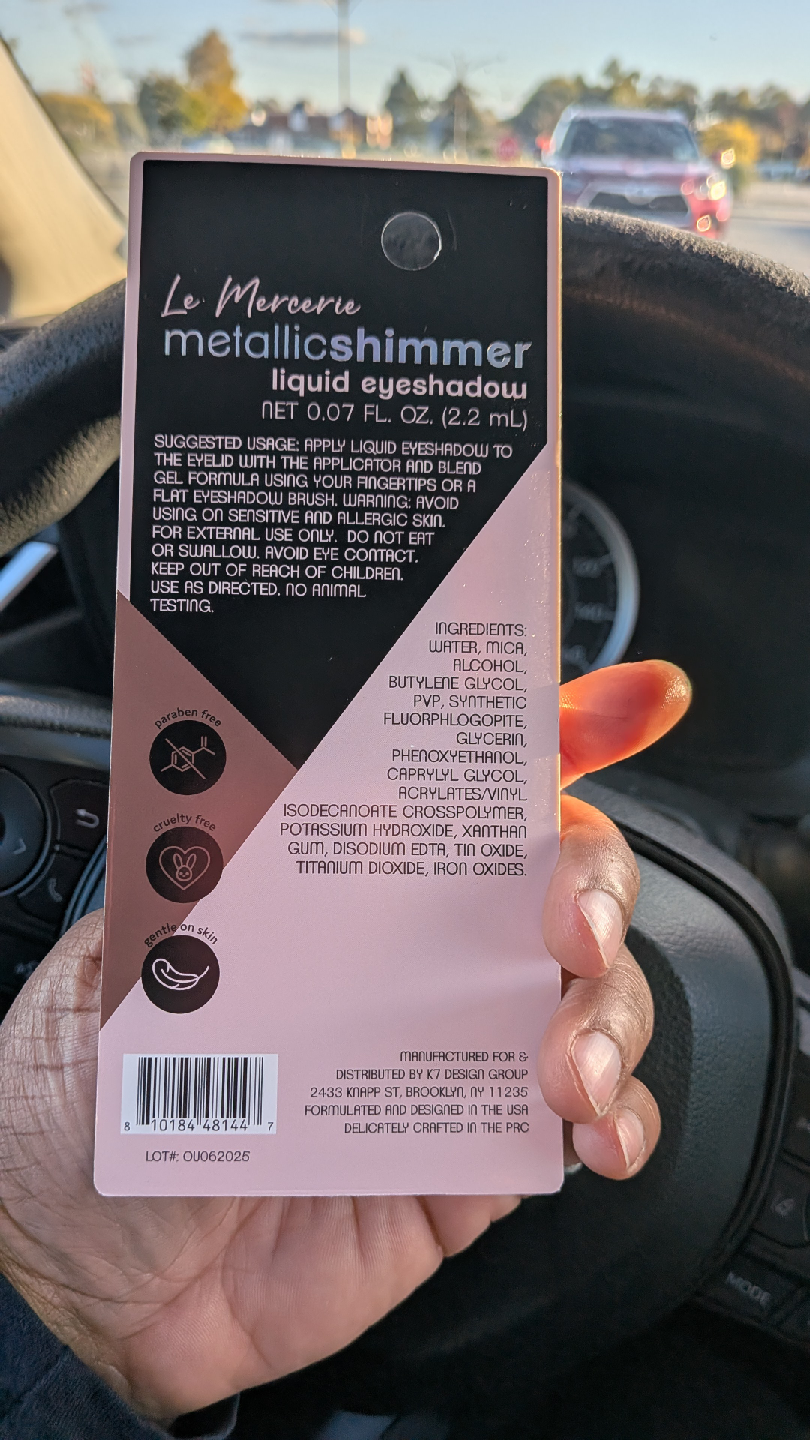 Le Mercerie
metallicshimmer
liquid eyeshadow
NET 0.07 FL. OZ. (2.2 mL)
SUGGESTED USAGE: APPLY LIQUID EYESHADOW TO
THE EYELID WITH THE APPLICATOR AND BLEND
GEL FORMULA USING YOUR FINGERTIPS OR A
FLAT EYESHADOW BRUSH. WARNING: AVOID
USING ON SENSITIVE AND ALLERGIC SKIN.
FOR EXTERNAL USE ONLY. DO NOT EAT
OR SWALLOW. AVOID EYE CONTACT.
KEEP OUT OF REACH OF CHILDREN.
USE AS DIRECTED. NO ANIMAL
TESTING.
INGREDIENTS:
WATER, MICA,
ALCOHOL,
BUTYLENE GLYCOL,
PVP, SYNTHETIC
FLUORPHLOGOPITE,
GLYCERIN,
PHENOXYETHANOL,
CAPRYLYL GLYCOL,
ACRYLATES/VINYL
ISODECANOATE CROSSPOLYMER,
POTASSIUM HYDROXIDE, XANTHAN
GUM, DISODIUM EDTA, TIN OXIDE,
TITANIUM DIOXIDE, IRON OXIDES.
paraben free
cruelty free
gentle on skin
MANUFACTURED FOR &
DISTRIBUTED BY K7 DESIGN GROUP
2433 KNAPP ST, BROOKLYN, NY 11235
FORMULATED AND DESIGNED IN THE USA
DELICATELY CRAFTED IN THE PRC
8 10184 48144 7
LOT#: OU062025
MODE